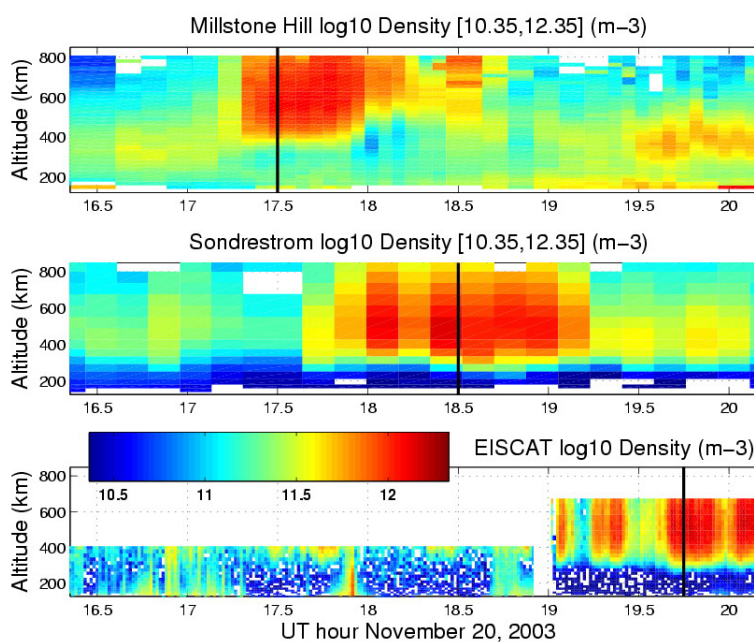 Millstone Hill log10 Density [10.35,12.35] (m-3)
Altitude (km)
800
600
400
200
16.5 17 17.5 18 18.5 19 19.5 20
Sondrestrom log10 Density [10.35,12.35] (m-3)
Altitude (km)
800
600
400
200
16.5 17 17.5 18 18.5 19 19.5 20
10.5 11 11.5 12
EISCAT log10 Density (m-3)
Altitude (km)
800
600
400
200
16.5 17 17.5 18 18.5 19 19.5 20
UT hour November 20, 2003